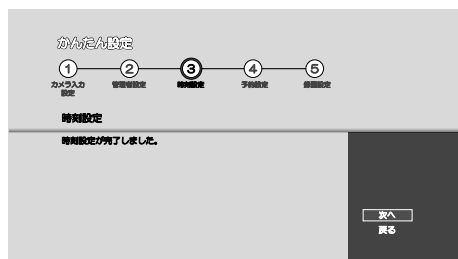 かんたん設定
1 2 3 4 5
カメラ入力 管理者設定 時刻設定 予約設定 録画設定
設定
時刻設定
時刻設定が完了しました。
次へ
戻る